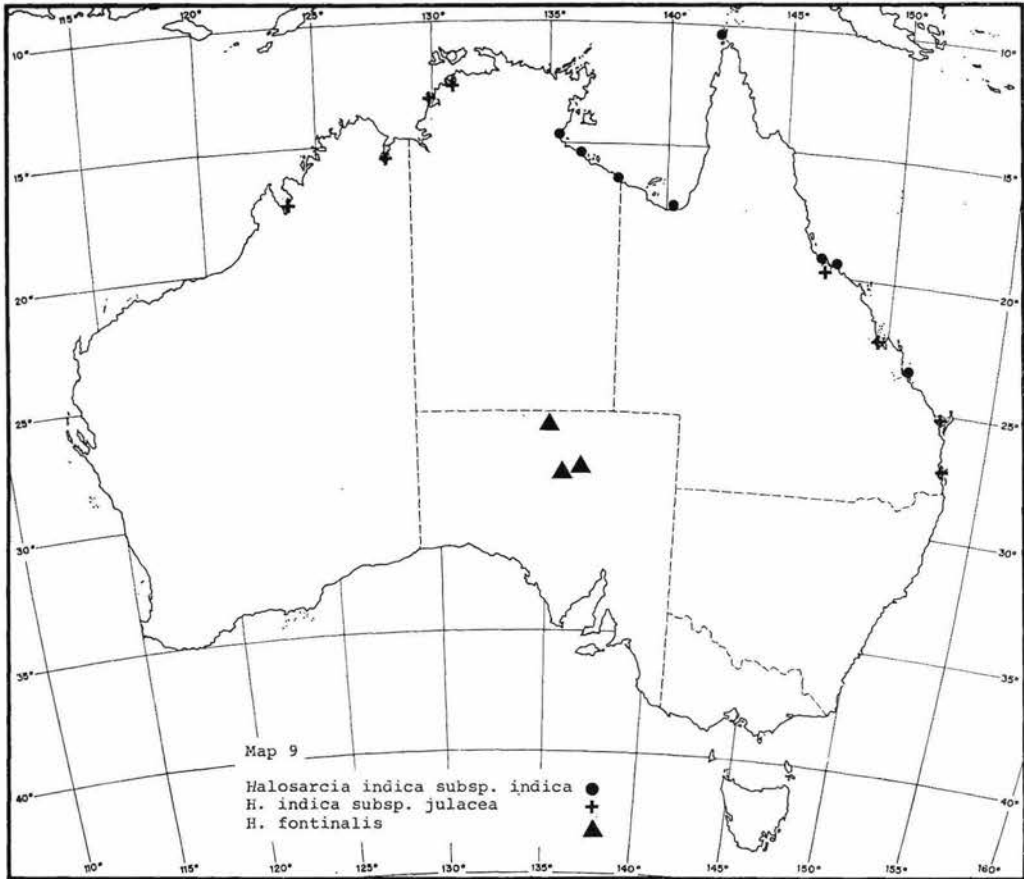 115° 120° 125° 130° 135° 140° 145° 150°
10° 10°
15° 15°
20° 20°
25° 25°
30° 30°
35° 35°
40° 40°
Map 9
Halosarcia indica subsp. indica
H. indica subsp. julacea
H. fontinalis
110° 115° 120° 125° 130° 135° 140° 145° 150° 155° 160°